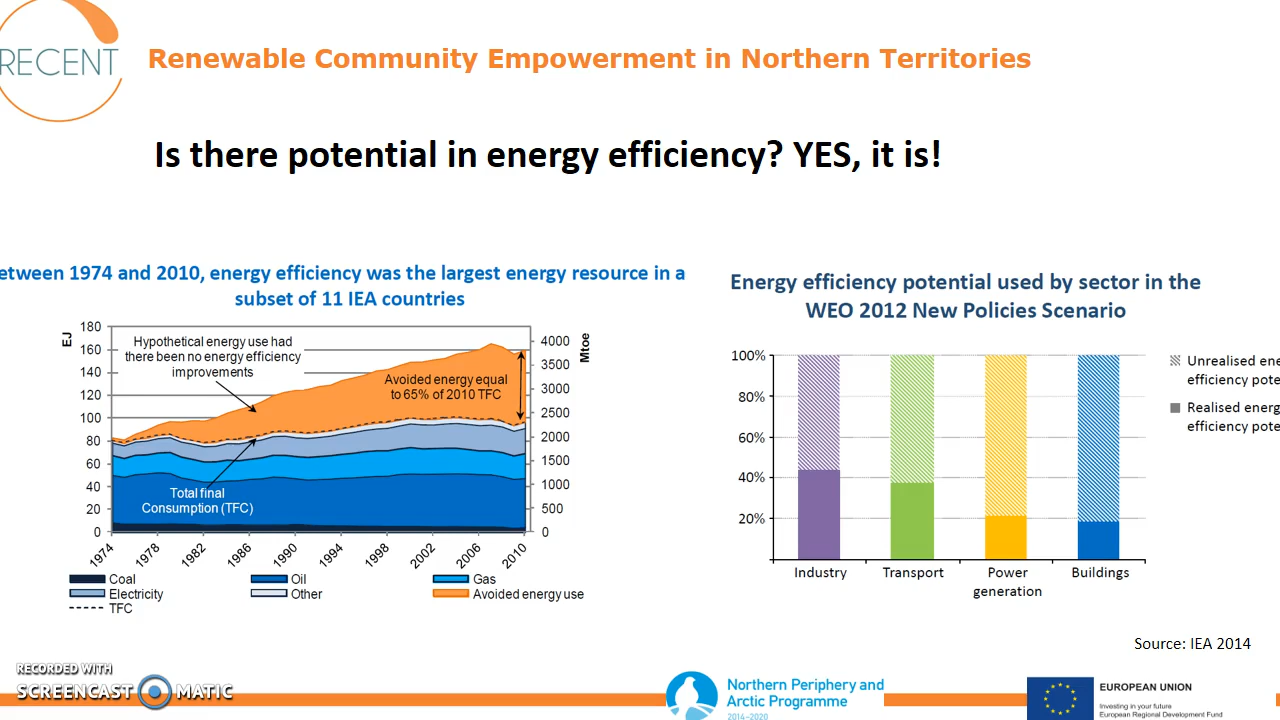 RECENT
Renewable Community Empowerment in Northern Territories
Is there potential in energy efficiency? YES, it is!
etween 1974 and 2010, energy efficiency was the largest energy resource in a
subset of 11 IEA countries
EJ
180
160
140
120
100
80
60
40
20
0
Hypothetical energy use had
there been no energy efficiency
improvements
Avoided energy equal
to 65% of 2010 TFC
Total final
Consumption (TFC)
4000
3500
3000
2500
2000
1500
1000
500
0
Mtoe
1974
1978
1982
1986
1990
1994
1998
2002
2006
2010
Coal
Oil
Gas
Electricity
Other
Avoided energy use
TFC
Energy efficiency potential used by sector in the
WEO 2012 New Policies Scenario
100%
80%
60%
40%
20%
Industry
Transport
Power
generation
Buildings
Unrealised ene
efficiency pote
Realised energ
efficiency pote
Source: IEA 2014
RECORDED WITH
SCREENCAST MATIC
Northern Periphery and
Arctic Programme
2014–2020
EUROPEAN UNION
Investing in your future
European Regional Development Fund